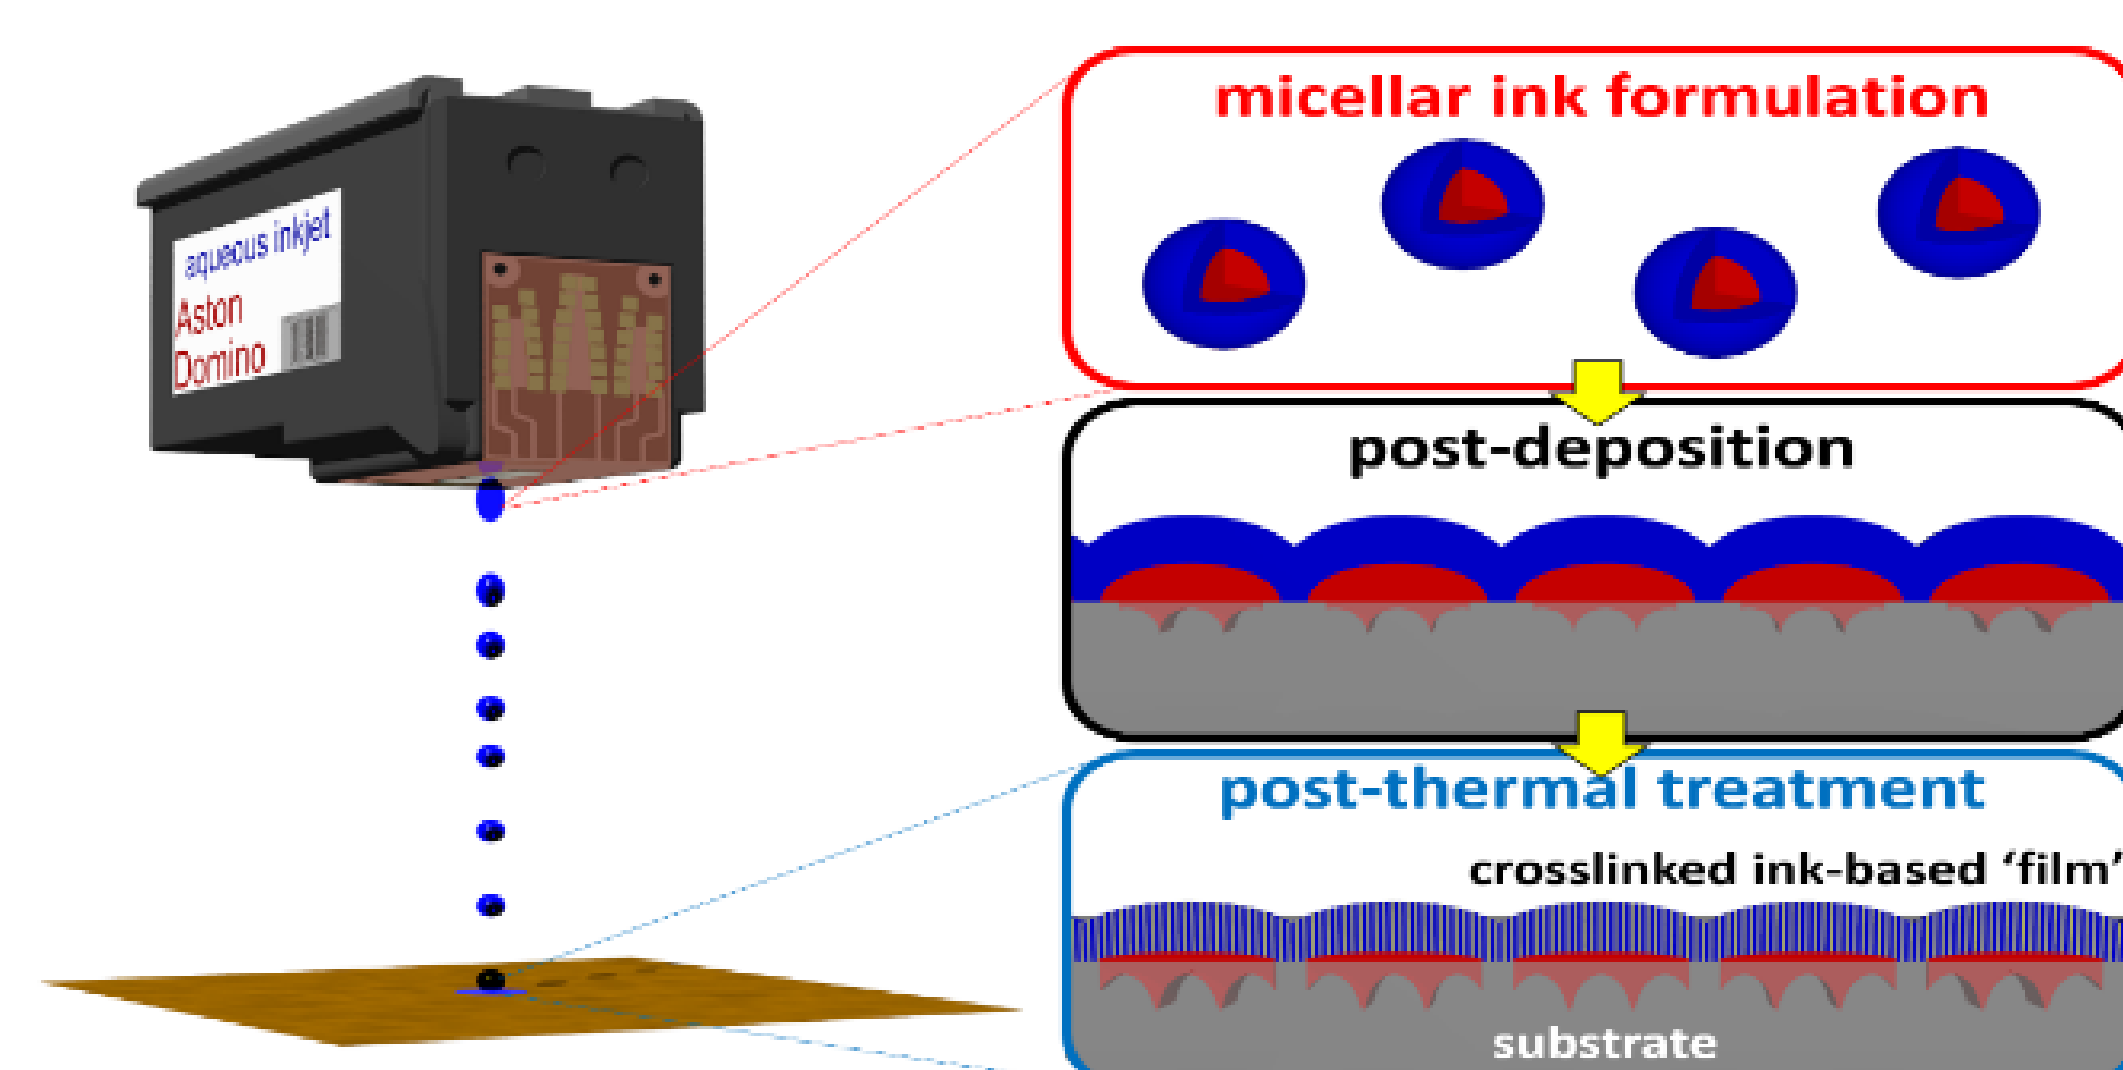 aqueous inkjet
Aston
Domino
micellar ink formulation
post-deposition
post-thermal treatment
crosslinked ink-based ‘film’
substrate